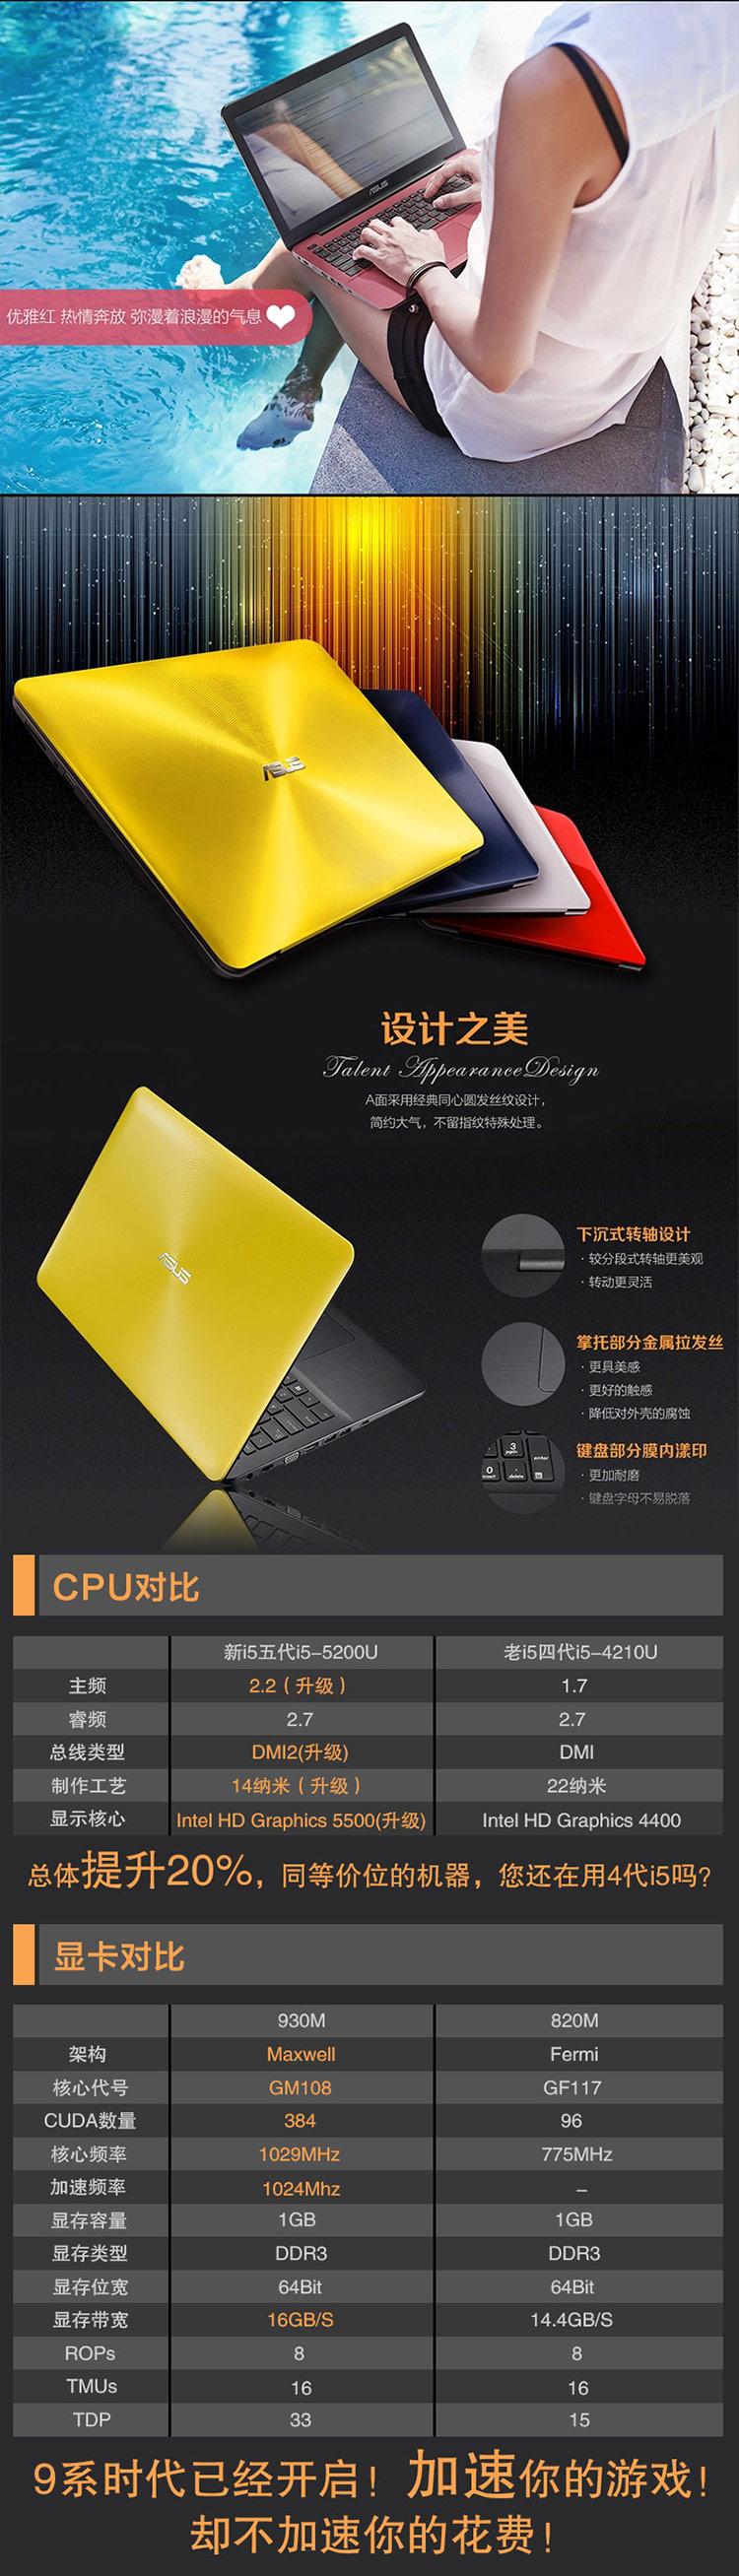 ASUS
优雅红 热情奔放 弥漫着浪漫的气息
ASUS
设计之美
Talent Appearance Design
A面采用经典同心圆发丝纹设计，
简约大气，不留指纹特殊处理。
ASUS
下沉式转轴设计
·较分段式转轴更美观
·转动更灵活
掌托部分金属拉发丝
·更具美感
·更好的触感
·降低对外壳的腐蚀
键盘部分膜内漾印
·更加耐磨
·键盘字母不易脱落
3
pgdn
enter
0
insert
delete
CPU对比
新i5五代i5-5200U 老i5四代i5-4210U
主频 2.2（升级） 1.7
睿频 2.7 2.7
总线类型 DMI2(升级) DMI
制作工艺 14纳米（升级） 22纳米
显示核心 Intel HD Graphics 5500(升级) Intel HD Graphics 4400
总体提升20%，同等价位的机器，您还在用4代i5吗?
显卡对比
930M 820M
架构 Maxwell Fermi
核心代号 GM108 GF117
CUDA数量 384 96
核心频率 1029MHz 775MHz
加速频率 1024Mhz –
显存容量 1GB 1GB
显存类型 DDR3 DDR3
显存位宽 64Bit 64Bit
显存带宽 16GB/S 14.4GB/S
ROPs 8 8
TMUs 16 16
TDP 33 15
9系时代已经开启！加速你的游戏！
却不加速你的花费！